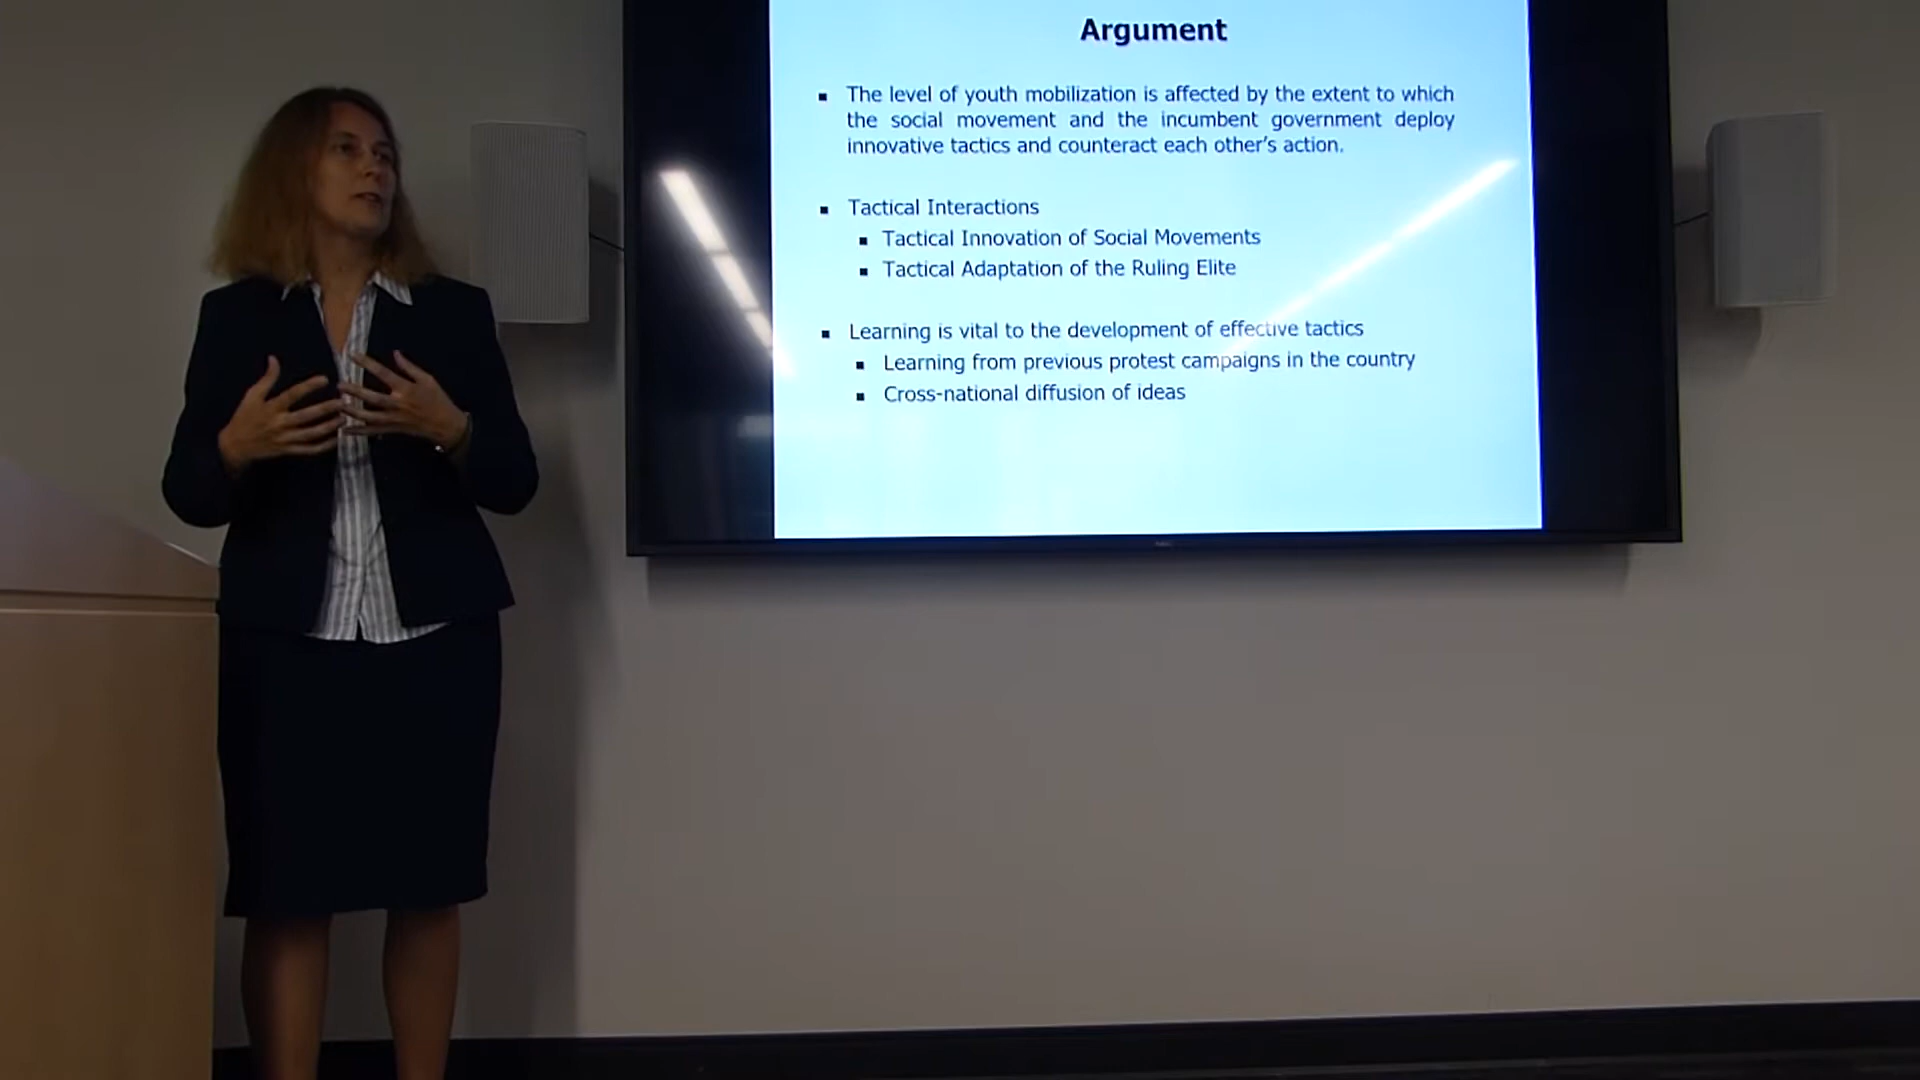 Argument
▪ The level of youth mobilization is affected by the extent to which
the social movement and the incumbent government deploy
innovative tactics and counteract each other's action.
▪ Tactical Interactions
▪ Tactical Innovation of Social Movements
▪ Tactical Adaptation of the Ruling Elite
▪ Learning is vital to the development of effective tactics
▪ Learning from previous protest campaigns in the country
▪ Cross-national diffusion of ideas